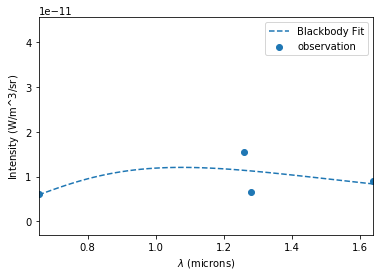 1e-11
Blackbody Fit
observation
4
3
2
1
0
Intensity (W/m^3/sr)
0.8 1.0 1.2 1.4 1.6
λ (microns)